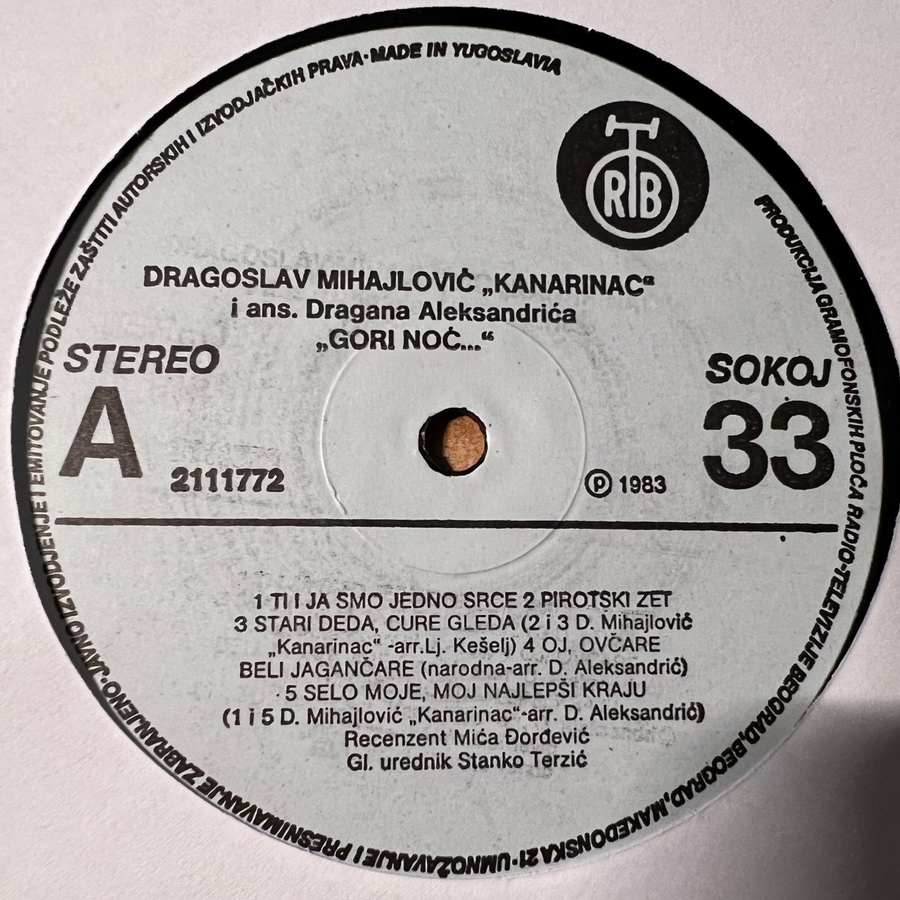 RTB
DRAGOSLAV MIHAJLOVIĆ „KANARINAC“
i ans. Dragana Aleksandrića
„GORI NOĆ...“
STEREO
SOKOJ
A
33
2111772
Ⓟ 1983
1 TI I JA SMO JEDNO SRCE 2 PIROTSKI ZET
3 STARI DEDA, CURE GLEDA (2 i 3 D. Mihajlović
„Kanarinac“ -arr.Lj. Kešelj) 4 OJ, OVČARE
BELI JAGANČARE (narodna-arr. D. Aleksandrić)
5 SELO MOJE, MOJ NAJLEPŠI KRAJU
(1 i 5 D. Mihajlović „Kanarinac“-arr. D. Aleksandrić)
Recenzent Mića Đorđević
Gl. urednik Stanko Terzić
PRODUKCIJA GRAMOFONSKIH PLOČA RADIO-TELEVIZIJE BEOGRAD, BEOGRAD, MAKEDONSKA 21 · UMNOŽAVANJE I PRESNIMAVANJE ZABRANJENO · JAVNO IZVODJENJE I EMITOVANJE PODLEŽE ZAŠTITI AUTORSKIH I IZVODJAČKIH PRAVA · MADE IN YUGOSLAVIA